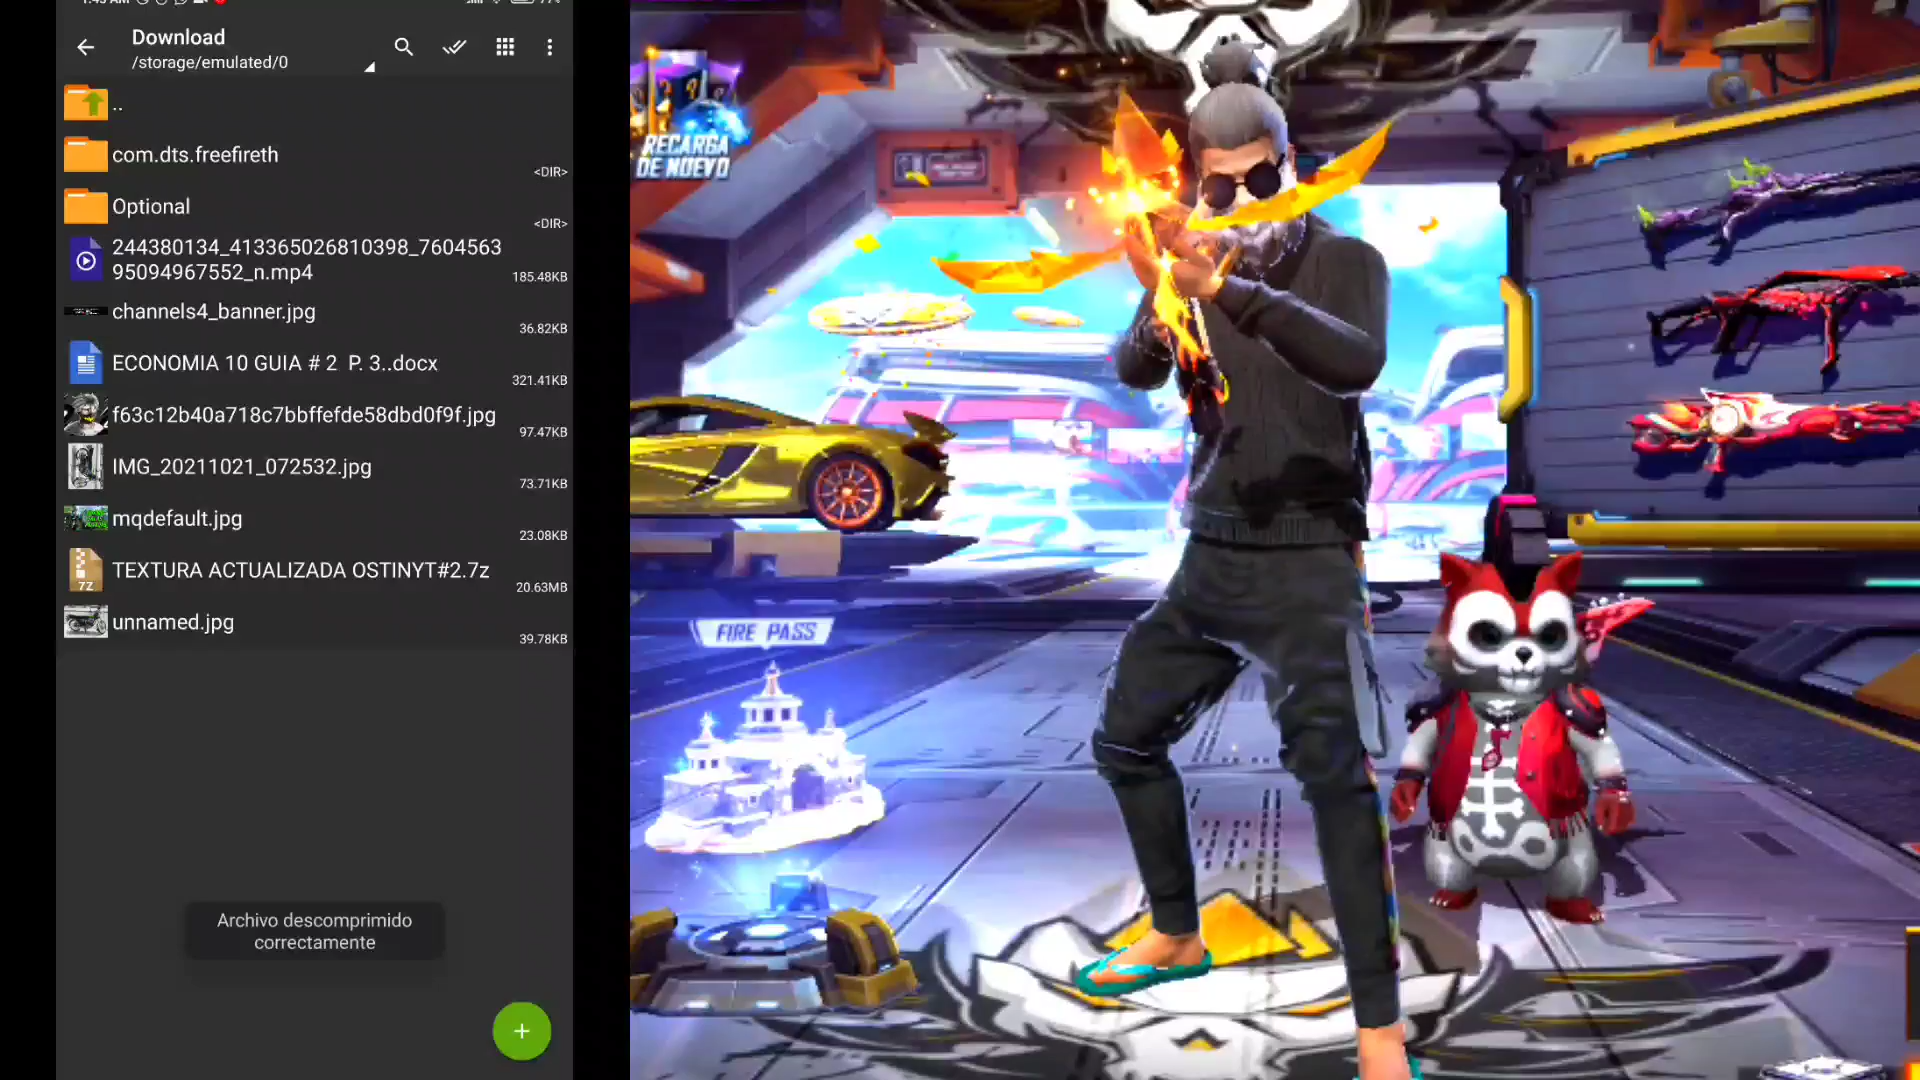 Download
/storage/emulated/0
..
com.dts.freefireth
<DIR>
Optional
<DIR>
244380134_413365026810398_7604563
95094967552_n.mp4
185.48KB
channels4_banner.jpg
36.82KB
ECONOMIA 10 GUIA # 2  P. 3..docx
321.41KB
f63c12b40a718c7bbffefde58dbd0f9f.jpg
97.47KB
IMG_20211021_072532.jpg
73.71KB
mqdefault.jpg
23.08KB
7Z
TEXTURA ACTUALIZADA OSTINYT#2.7z
20.63MB
unnamed.jpg
39.78KB
Archivo descomprimido
correctamente
+
RECARGA
DE NUEVO
FIRE PASS